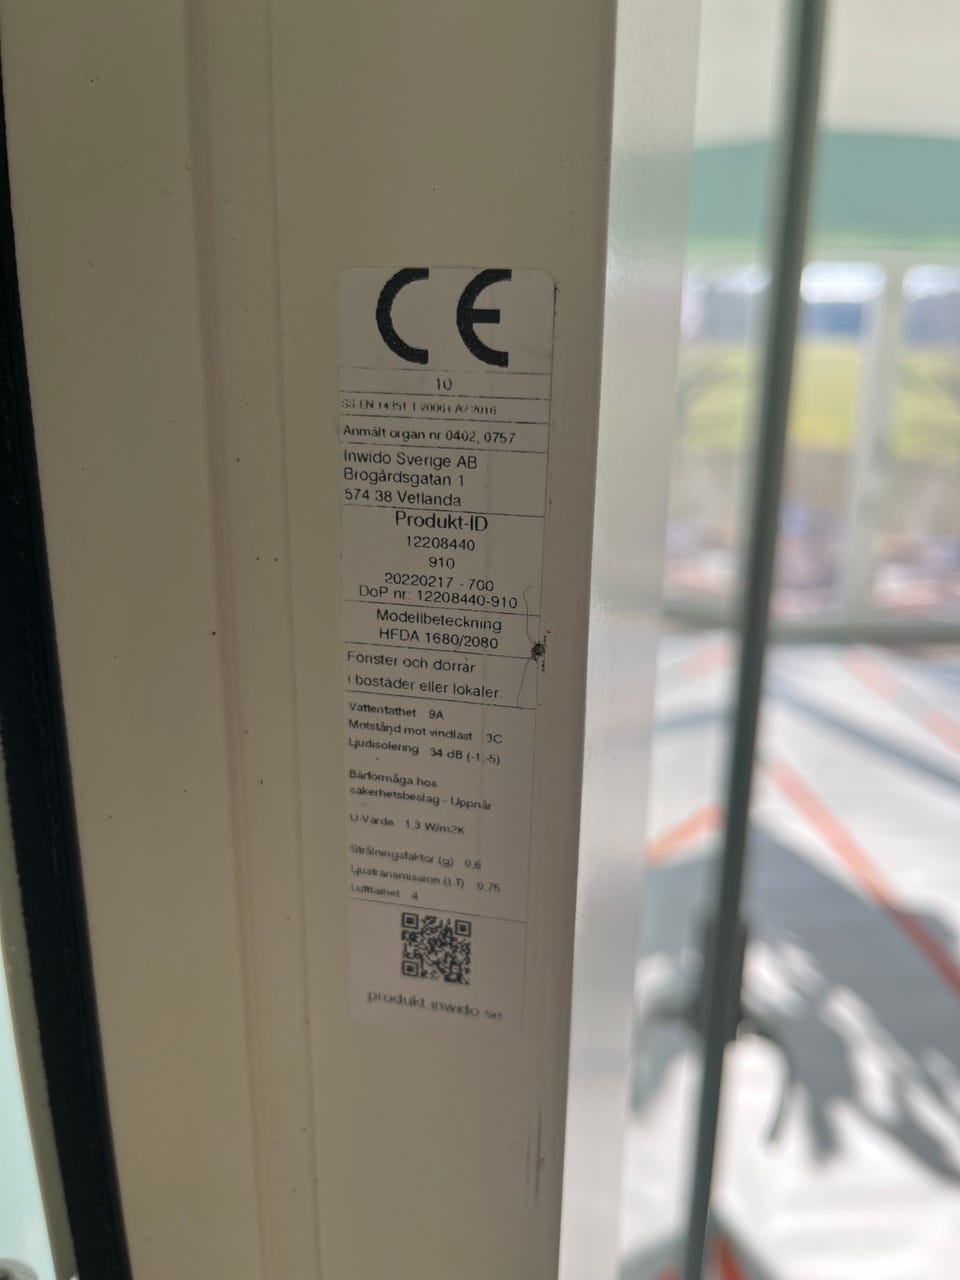 CE
10
SS-EN 14351-1:2006+A2:2016
Anmält organ nr 0402, 0757
Inwido Sverige AB
Brogårdsgatan 1
574 38 Vetlanda
Produkt-ID
12208440
910
20220217 - 700
DoP nr: 12208440-910
Modellbeteckning
HFDA 1680/2080
Fönster och dörrar
i bostäder eller lokaler.
Vattentäthet 9A
Motstånd mot vindlast 3C
Ljudisolering 34 dB (-1,-5)
Bärförmåga hos
säkerhetsbeslag - Uppnår
U-Värde 1,3 W/m2K
Strålningsfaktor (g) 0,6
Ljustransmission (LT) 0,75
Lufttäthet 4
produkt.inwido.se